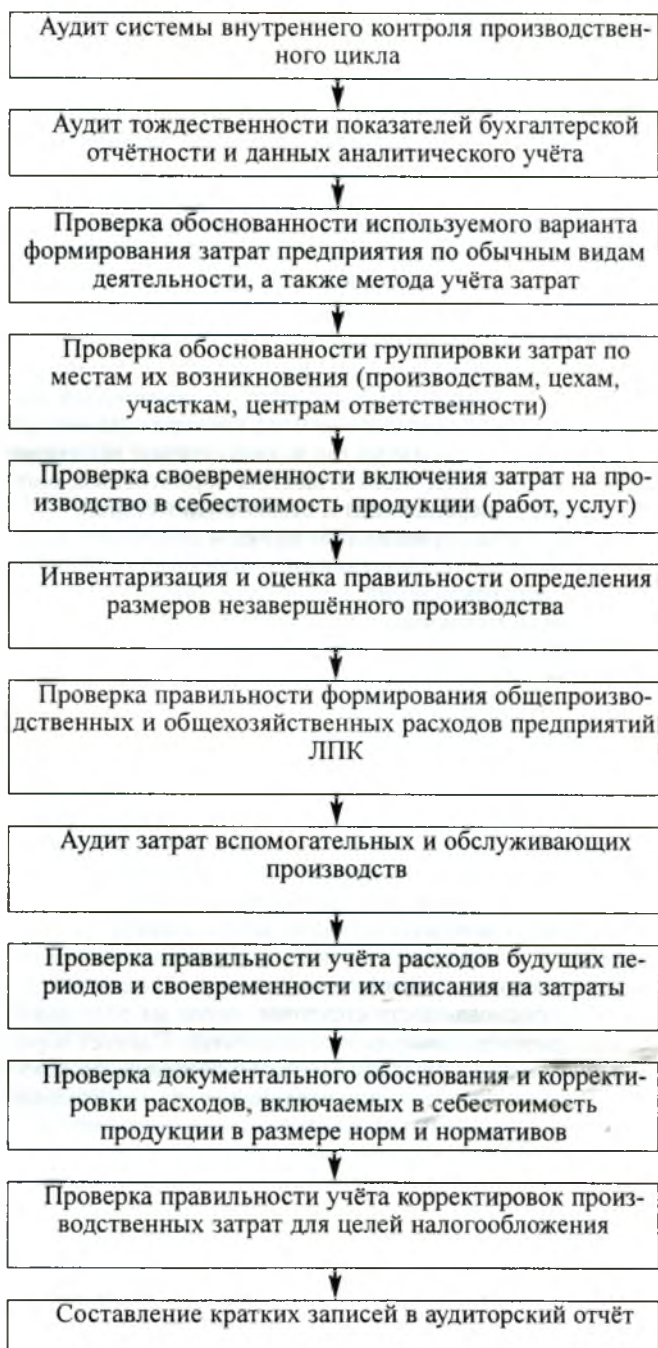 Аудит системы внутреннего контроля производствен-
ного цикла
Аудит тождественности показателей бухгалтерской
отчётности и данных аналитического учёта
Проверка обоснованности используемого варианта
формирования затрат предприятия по обычным видам
деятельности, а также метода учёта затрат
Проверка обоснованности группировки затрат по
местам их возникновения (производствам, цехам,
участкам, центрам ответственности)
Проверка своевременности включения затрат на про-
изводство в себестоимость продукции (работ, услуг)
Инвентаризация и оценка правильности определения
размеров незавершённого производства
Проверка правильности формирования общепроизво-
дственных и общехозяйственных расходов предприятий
ЛПК
Аудит затрат вспомогательных и обслуживающих
производств
Проверка правильности учёта расходов будущих пе-
риодов и своевременности их списания на затраты
Проверка документального обоснования и корректи-
ровки расходов, включаемых в себестоимость
продукции в размере норм и нормативов
Проверка правильности учёта корректировок произ-
водственных затрат для целей налогообложения
Составление кратких записей в аудиторский отчёт